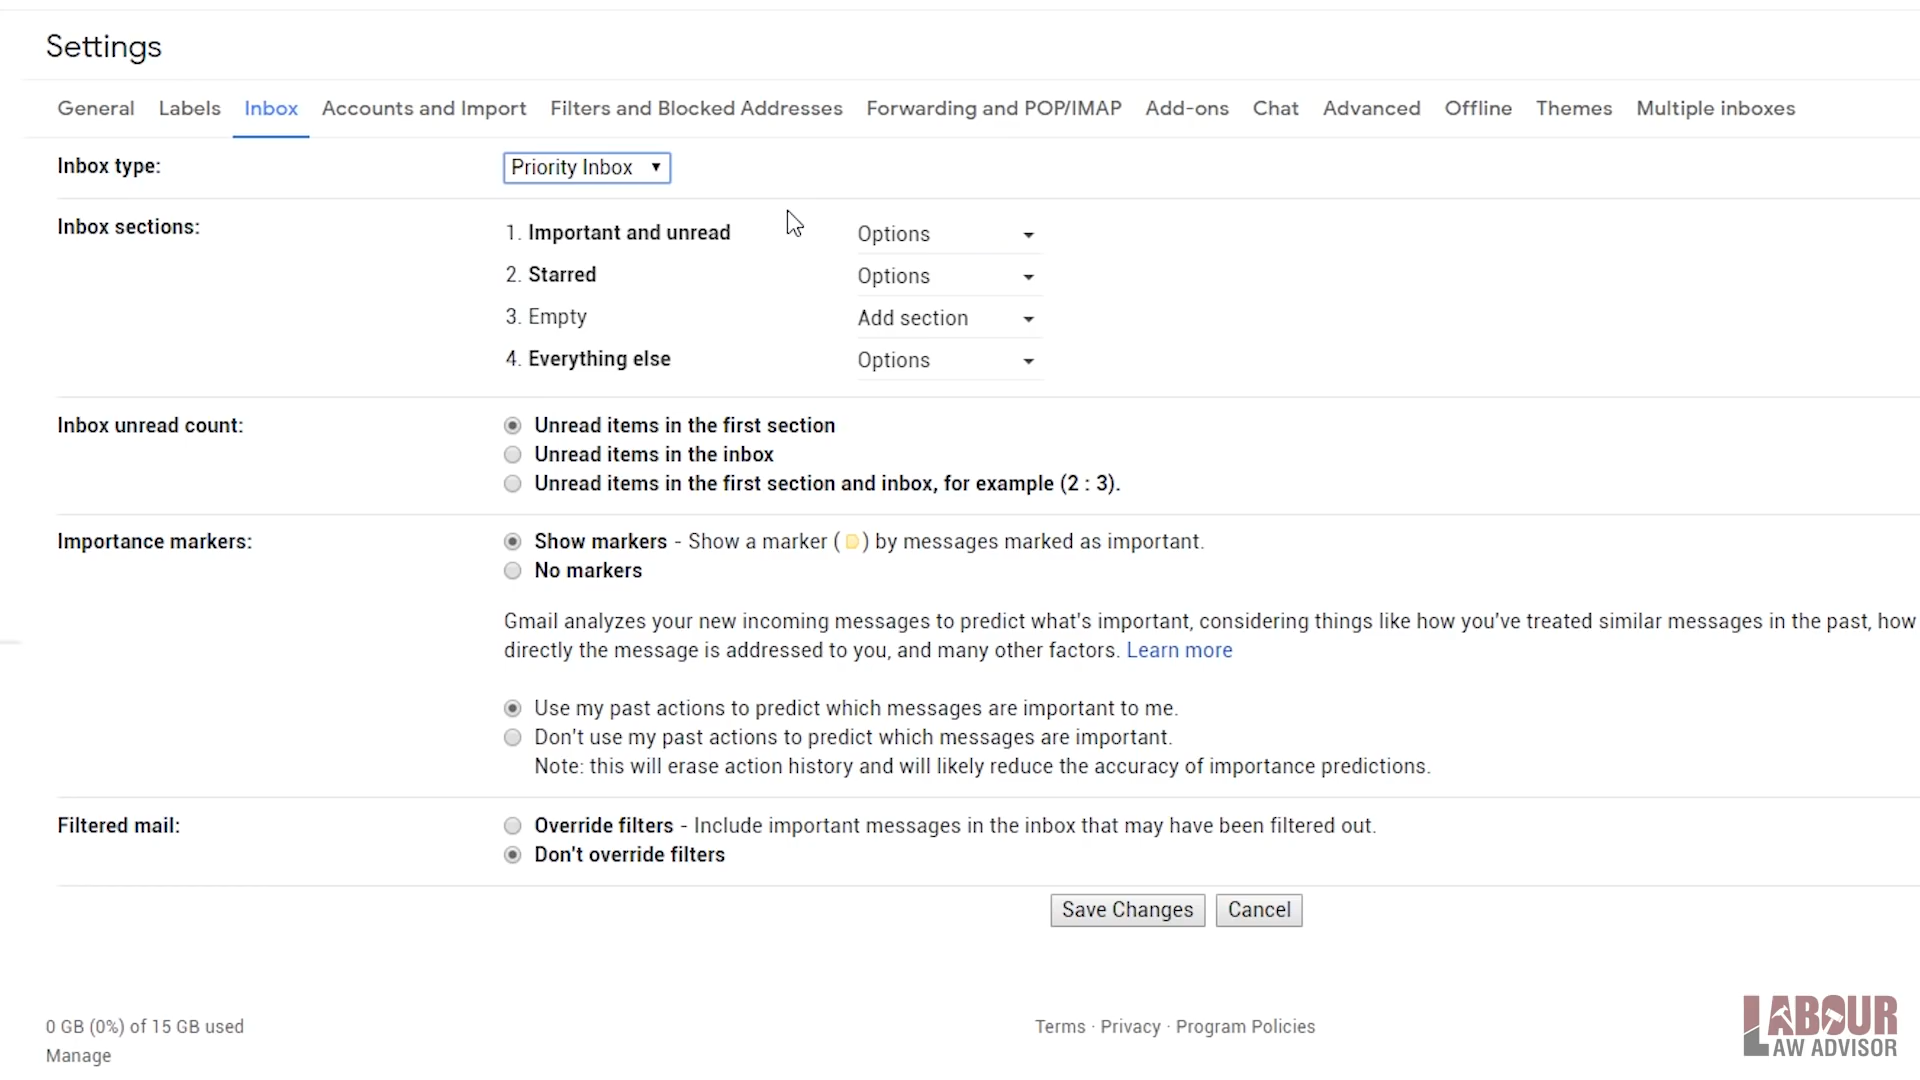 Settings
General Labels Inbox Accounts and Import Filters and Blocked Addresses Forwarding and POP/IMAP Add-ons Chat Advanced Offline Themes Multiple inboxes
Inbox type: Priority Inbox
Inbox sections: 1. Important and unread Options
2. Starred Options
3. Empty Add section
4. Everything else Options
Inbox unread count: Unread items in the first section
Unread items in the inbox
Unread items in the first section and inbox, for example (2 : 3).
Importance markers: Show markers - Show a marker ( ) by messages marked as important.
No markers
Gmail analyzes your new incoming messages to predict what's important, considering things like how you've treated similar messages in the past, how
directly the message is addressed to you, and many other factors. Learn more
Use my past actions to predict which messages are important to me.
Don't use my past actions to predict which messages are important.
Note: this will erase action history and will likely reduce the accuracy of importance predictions.
Filtered mail: Override filters - Include important messages in the inbox that may have been filtered out.
Don't override filters
Save Changes Cancel
0 GB (0%) of 15 GB used
Manage
Terms · Privacy · Program Policies
LABOUR
LAW ADVISOR